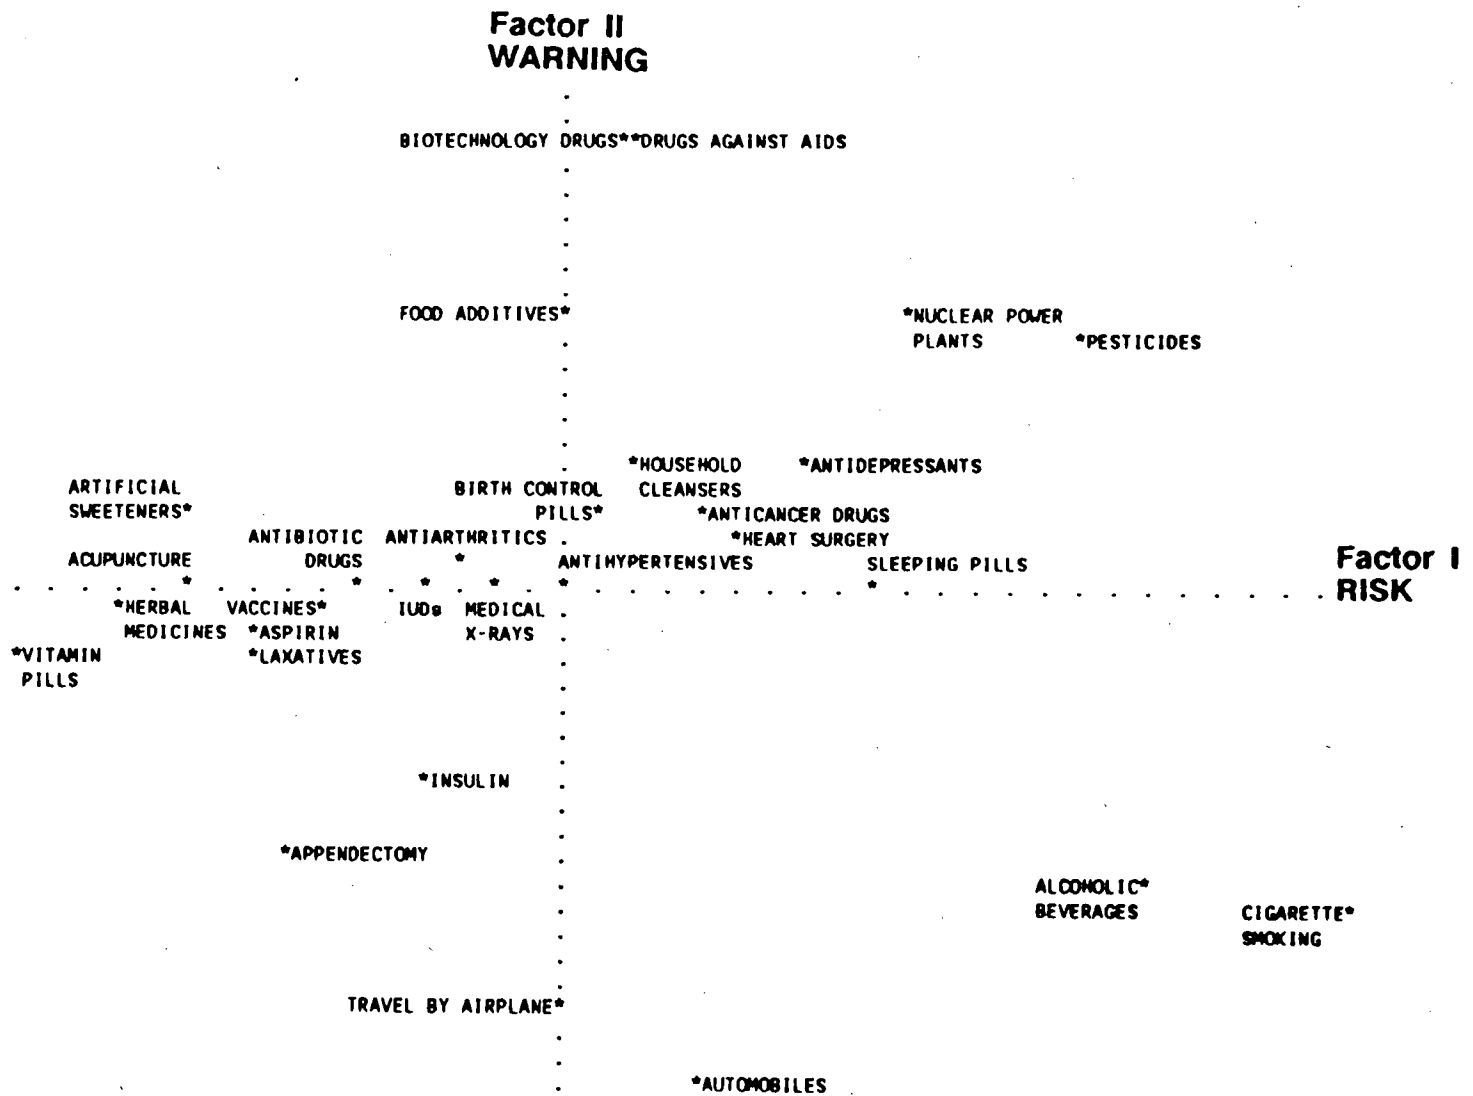 Factor II
WARNING
BIOTECHNOLOGY DRUGS**DRUGS AGAINST AIDS
FOOD ADDITIVES*
*NUCLEAR POWER
PLANTS
*PESTICIDES
*HOUSEHOLD
CLEANSERS
*ANTIDEPRESSANTS
ARTIFICIAL
SWEETENERS*
BIRTH CONTROL
PILLS*
*ANTICANCER DRUGS
ANTIBIOTIC
DRUGS
*
ANTIARTHRITICS
*
*HEART SURGERY
ACUPUNCTURE
*
ANTIHYPERTENSIVES
*
SLEEPING PILLS
*
Factor I
RISK
*HERBAL
MEDICINES
VACCINES*
*
IUDs
*
MEDICAL
X-RAYS
*ASPIRIN
*LAXATIVES
*VITAMIN
PILLS
*INSULIN
*APPENDECTOMY
ALCOHOLIC*
BEVERAGES
CIGARETTE*
SMOKING
TRAVEL BY AIRPLANE*
*AUTOMOBILES